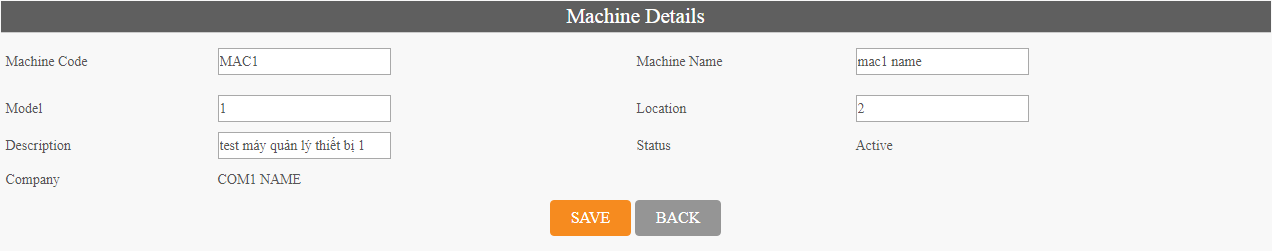 Machine Details
Machine Code MAC1 Machine Name mac1 name
Model 1 Location 2
Description test máy quản lý thiết bị 1 Status Active
Company COM1 NAME
SAVE BACK